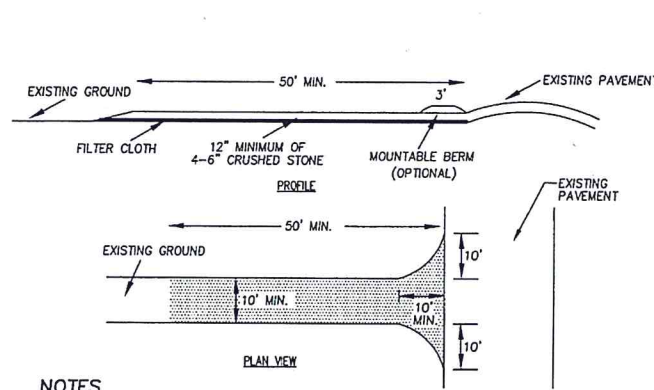 50' MIN.
3'
EXISTING GROUND
EXISTING PAVEMENT
FILTER CLOTH
12" MINIMUM OF
4-6" CRUSHED STONE
MOUNTABLE BERM
(OPTIONAL)
PROFILE
EXISTING
PAVEMENT
50' MIN.
EXISTING GROUND
10'
10' MIN.
10'
MIN.
10'
PLAN VIEW
NOTES